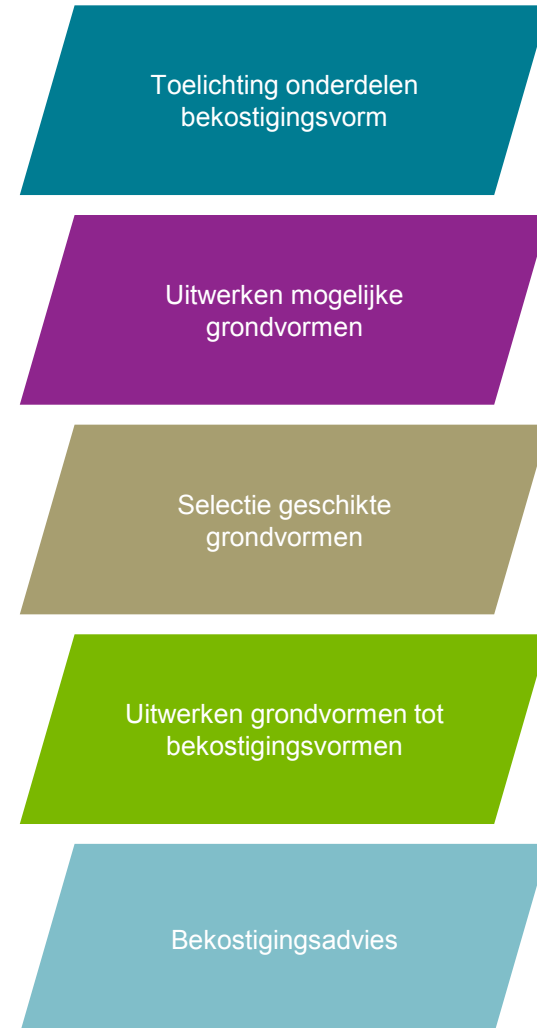 Toelichting onderdelen
bekostigingsvorm
Uitwerken mogelijke
grondvormen
Selectie geschikte
grondvormen
Uitwerken grondvormen tot
bekostigingsvormen
Bekostigingsadvies